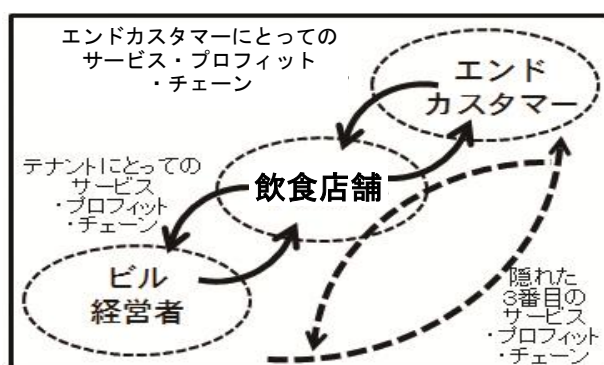 エンドカスタマーにとっての
サービス・プロフィット
・チェーン
エンド
カスタマー
テナントにとっての
サービス
・プロフィット
・チェーン
飲食店舗
ビル
経営者
隠れた
3番目の
サービス
・プロフィット
・チェーン